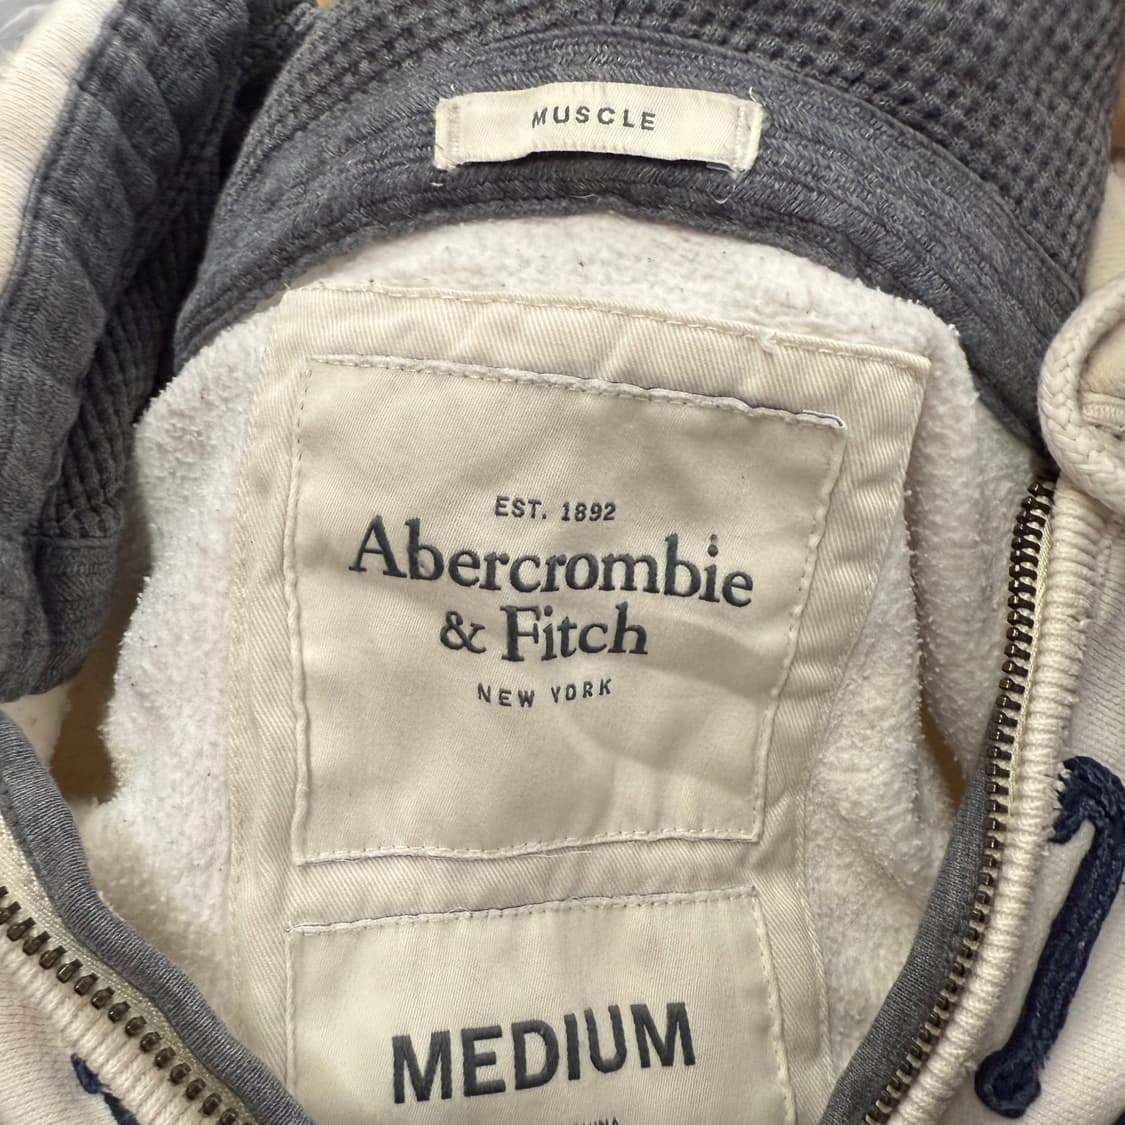 MUSCLE
EST. 1892
Abercrombie
& Fitch
NEW YORK
MEDIUM